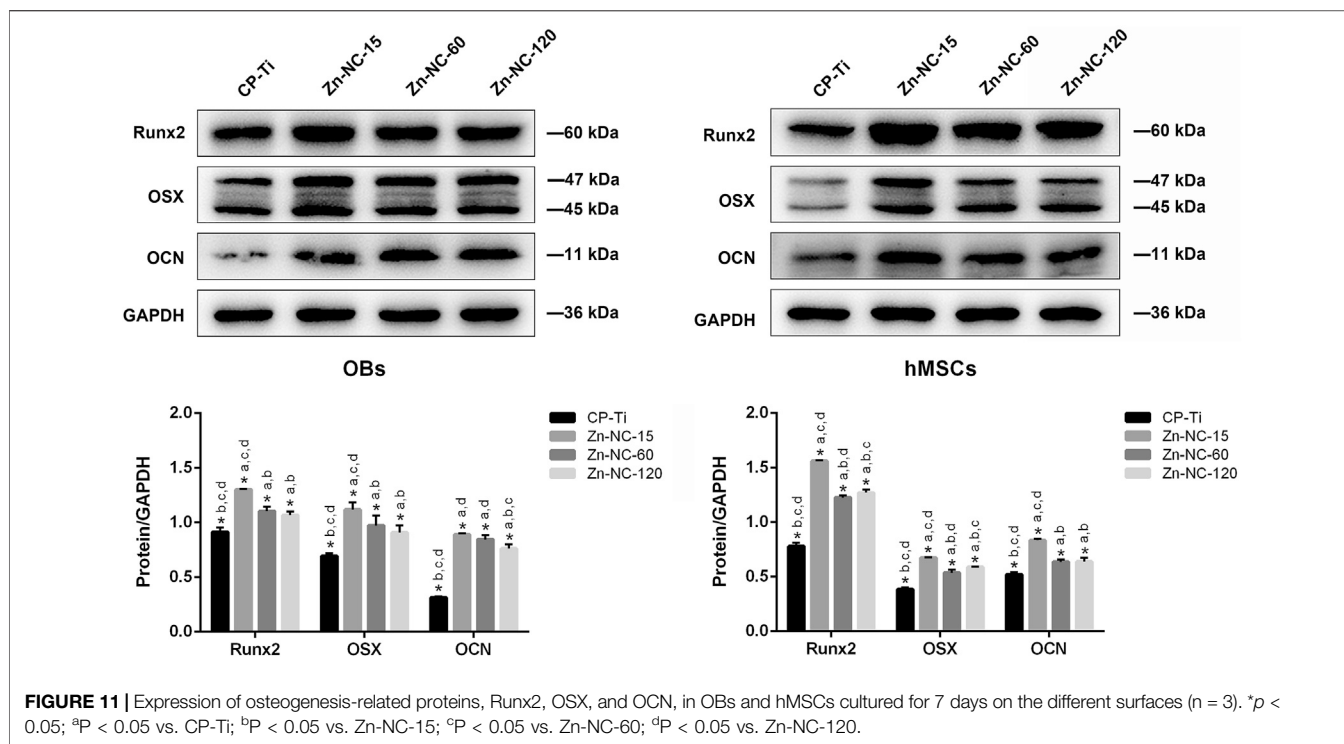 CP-Ti Zn-NC-15 Zn-NC-60 Zn-NC-120
Runx2 —60 kDa
OSX —47 kDa
—45 kDa
OCN —11 kDa
GAPDH —36 kDa
OBs
CP-Ti Zn-NC-15 Zn-NC-60 Zn-NC-120
Runx2 —60 kDa
OSX —47 kDa
—45 kDa
OCN —11 kDa
GAPDH —36 kDa
hMSCs
Protein/GAPDH
2.0
1.5
1.0
0.5
0.0
* b,c,d * a,c,d * a,b * a,b
* b,c,d * a,c,d * a,b * a,b
* b,c,d * a,d * a,d * a,b,c
Runx2 OSX OCN
CP-Ti
Zn-NC-15
Zn-NC-60
Zn-NC-120
Protein/GAPDH
2.0
1.5
1.0
0.5
0.0
* b,c,d * a,c,d * a,b,d * a,b,c
* b,c,d * a,c,d * a,b,d * a,b,c
* b,c,d * a,c,d * a,b * a,b
Runx2 OSX OCN
CP-Ti
Zn-NC-15
Zn-NC-60
Zn-NC-120
FIGURE 11 | Expression of osteogenesis-related proteins, Runx2, OSX, and OCN, in OBs and hMSCs cultured for 7 days on the different surfaces (n = 3). *p <
0.05; ᵃP < 0.05 vs. CP-Ti; ᵇP < 0.05 vs. Zn-NC-15; ᶜP < 0.05 vs. Zn-NC-60; ᵈP < 0.05 vs. Zn-NC-120.